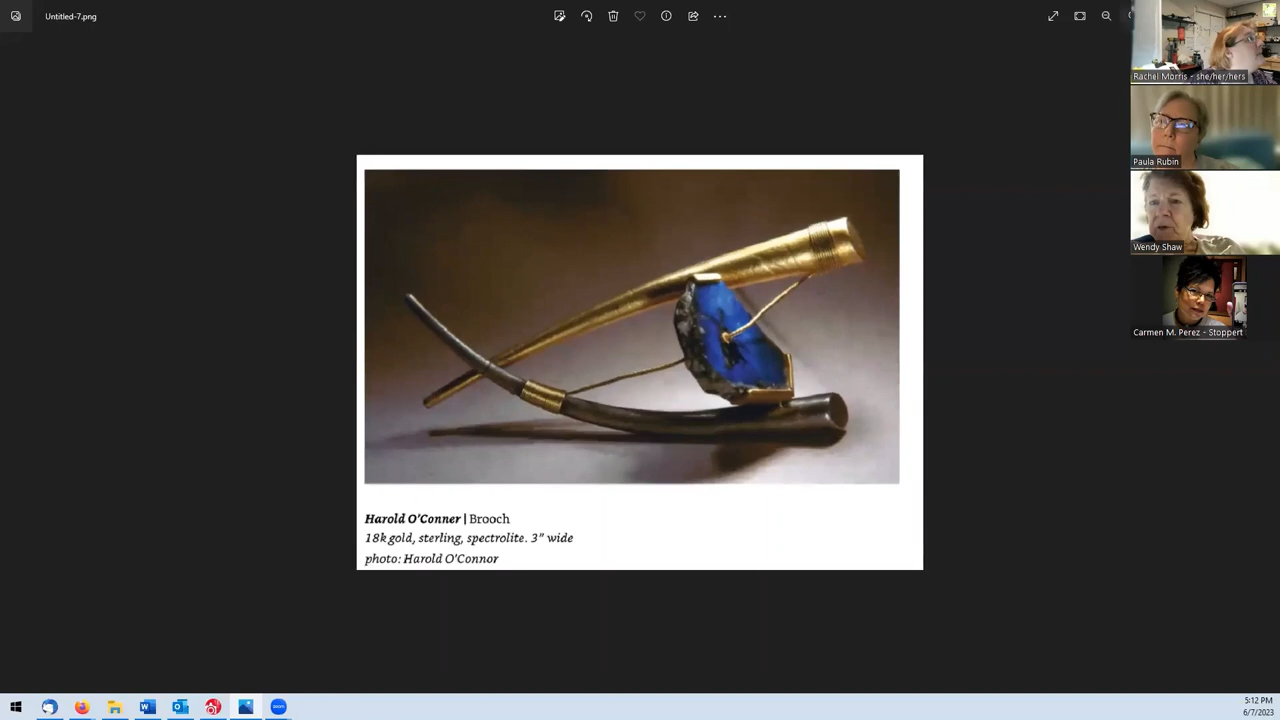 Untitled-7.png
Rachel Morris - she/her/hers
Paula Rubin
Wendy Shaw
Carmen M. Perez - Stoppert
Harold O'Conner | Brooch
18k gold, sterling, spectrolite. 3" wide
photo: Harold O'Connor
W
zoom
5:12 PM
6/7/2023